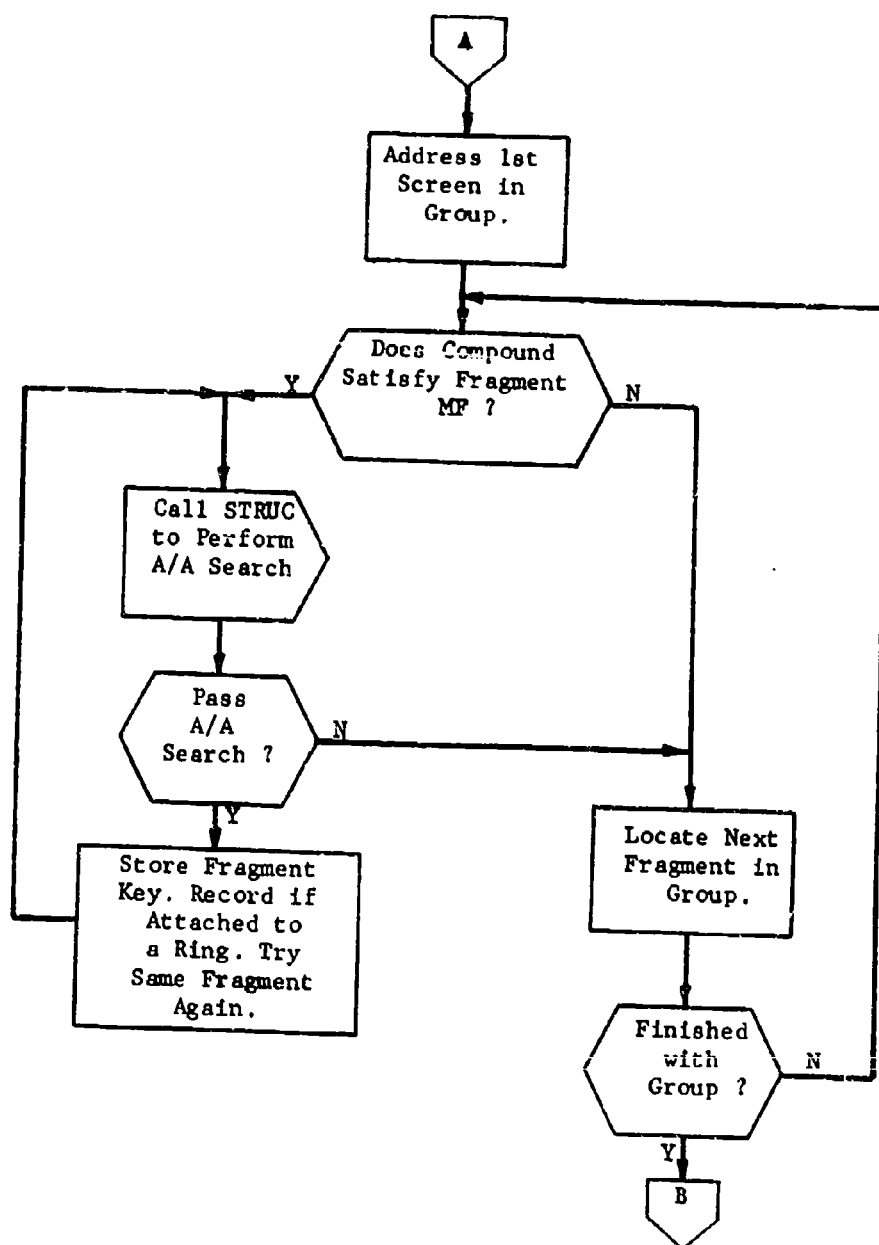 A
Address 1st
Screen in
Group.
Does Compound
Satisfy Fragment
MF ?
Y
N
Call STRUC
to Perform
A/A Search
Pass
A/A
Search ?
N
Y
Store Fragment
Key. Record if
Attached to
a Ring. Try
Same Fragment
Again.
Locate Next
Fragment in
Group.
Finished
with
Group ?
N
Y
B